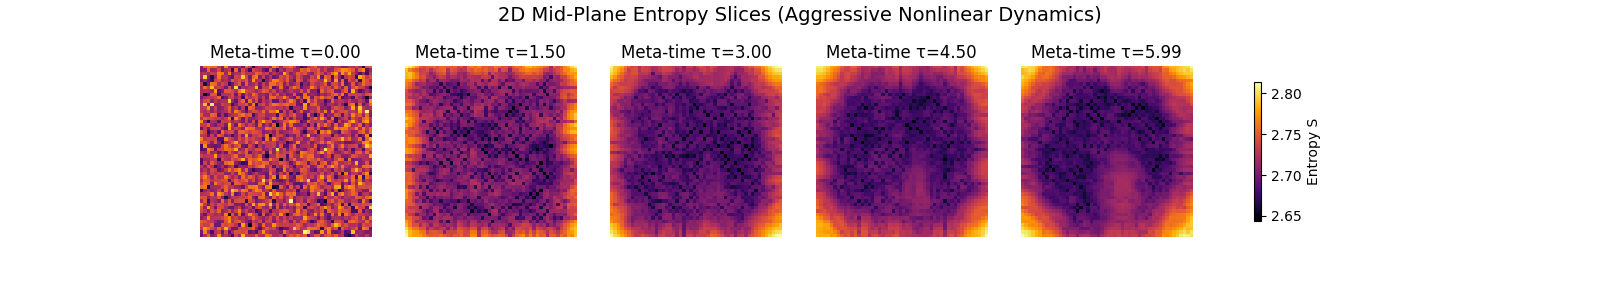 2D Mid-Plane Entropy Slices (Aggressive Nonlinear Dynamics)
Meta-time τ=0.00
Meta-time τ=1.50
Meta-time τ=3.00
Meta-time τ=4.50
Meta-time τ=5.99
2.80
2.75
2.70
2.65
Entropy S